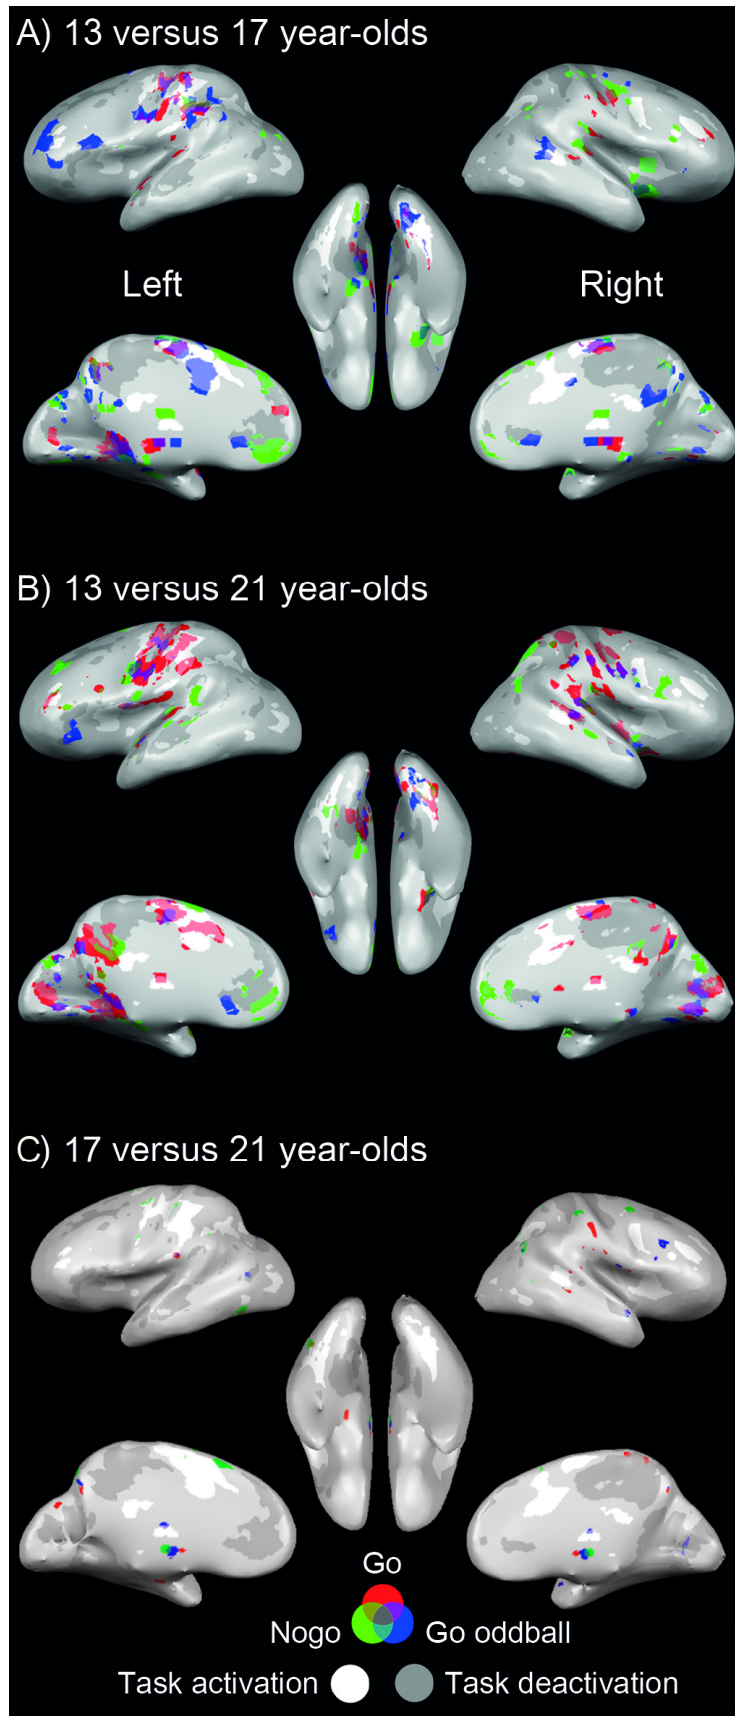 A) 13 versus 17 year-olds
Left
Right
B) 13 versus 21 year-olds
C) 17 versus 21 year-olds
Go
Nogo
Go oddball
Task activation
Task deactivation